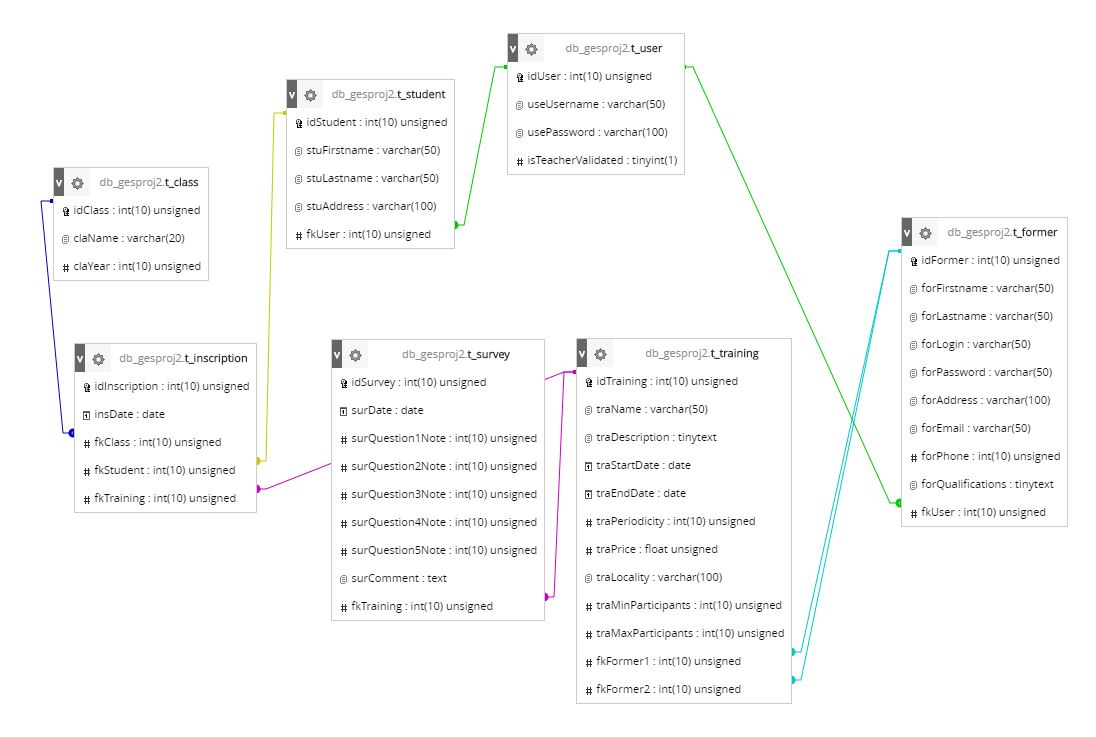 v db_gesproj2.t_user
idUser : int(10) unsigned
useUsername : varchar(50)
usePassword : varchar(100)
# isTeacherValidated : tinyint(1)
v db_gesproj2.t_student
idStudent : int(10) unsigned
stuFirstname : varchar(50)
stuLastname : varchar(50)
stuAddress : varchar(100)
# fkUser : int(10) unsigned
v db_gesproj2.t_class
idClass : int(10) unsigned
claName : varchar(20)
# claYear : int(10) unsigned
v db_gesproj2.t_former
idFormer : int(10) unsigned
forFirstname : varchar(50)
forLastname : varchar(50)
forLogin : varchar(50)
forPassword : varchar(50)
forAddress : varchar(100)
forEmail : varchar(50)
# forPhone : int(10) unsigned
forQualifications : tinytext
# fkUser : int(10) unsigned
v db_gesproj2.t_inscription
idInscription : int(10) unsigned
insDate : date
# fkClass : int(10) unsigned
# fkStudent : int(10) unsigned
# fkTraining : int(10) unsigned
v db_gesproj2.t_survey
idSurvey : int(10) unsigned
surDate : date
# surQuestion1Note : int(10) unsigned
# surQuestion2Note : int(10) unsigned
# surQuestion3Note : int(10) unsigned
# surQuestion4Note : int(10) unsigned
# surQuestion5Note : int(10) unsigned
surComment : text
# fkTraining : int(10) unsigned
v db_gesproj2.t_training
idTraining : int(10) unsigned
traName : varchar(50)
traDescription : tinytext
traStartDate : date
traEndDate : date
# traPeriodicity : int(10) unsigned
# traPrice : float unsigned
traLocality : varchar(100)
# traMinParticipants : int(10) unsigned
# traMaxParticipants : int(10) unsigned
# fkFormer1 : int(10) unsigned
# fkFormer2 : int(10) unsigned